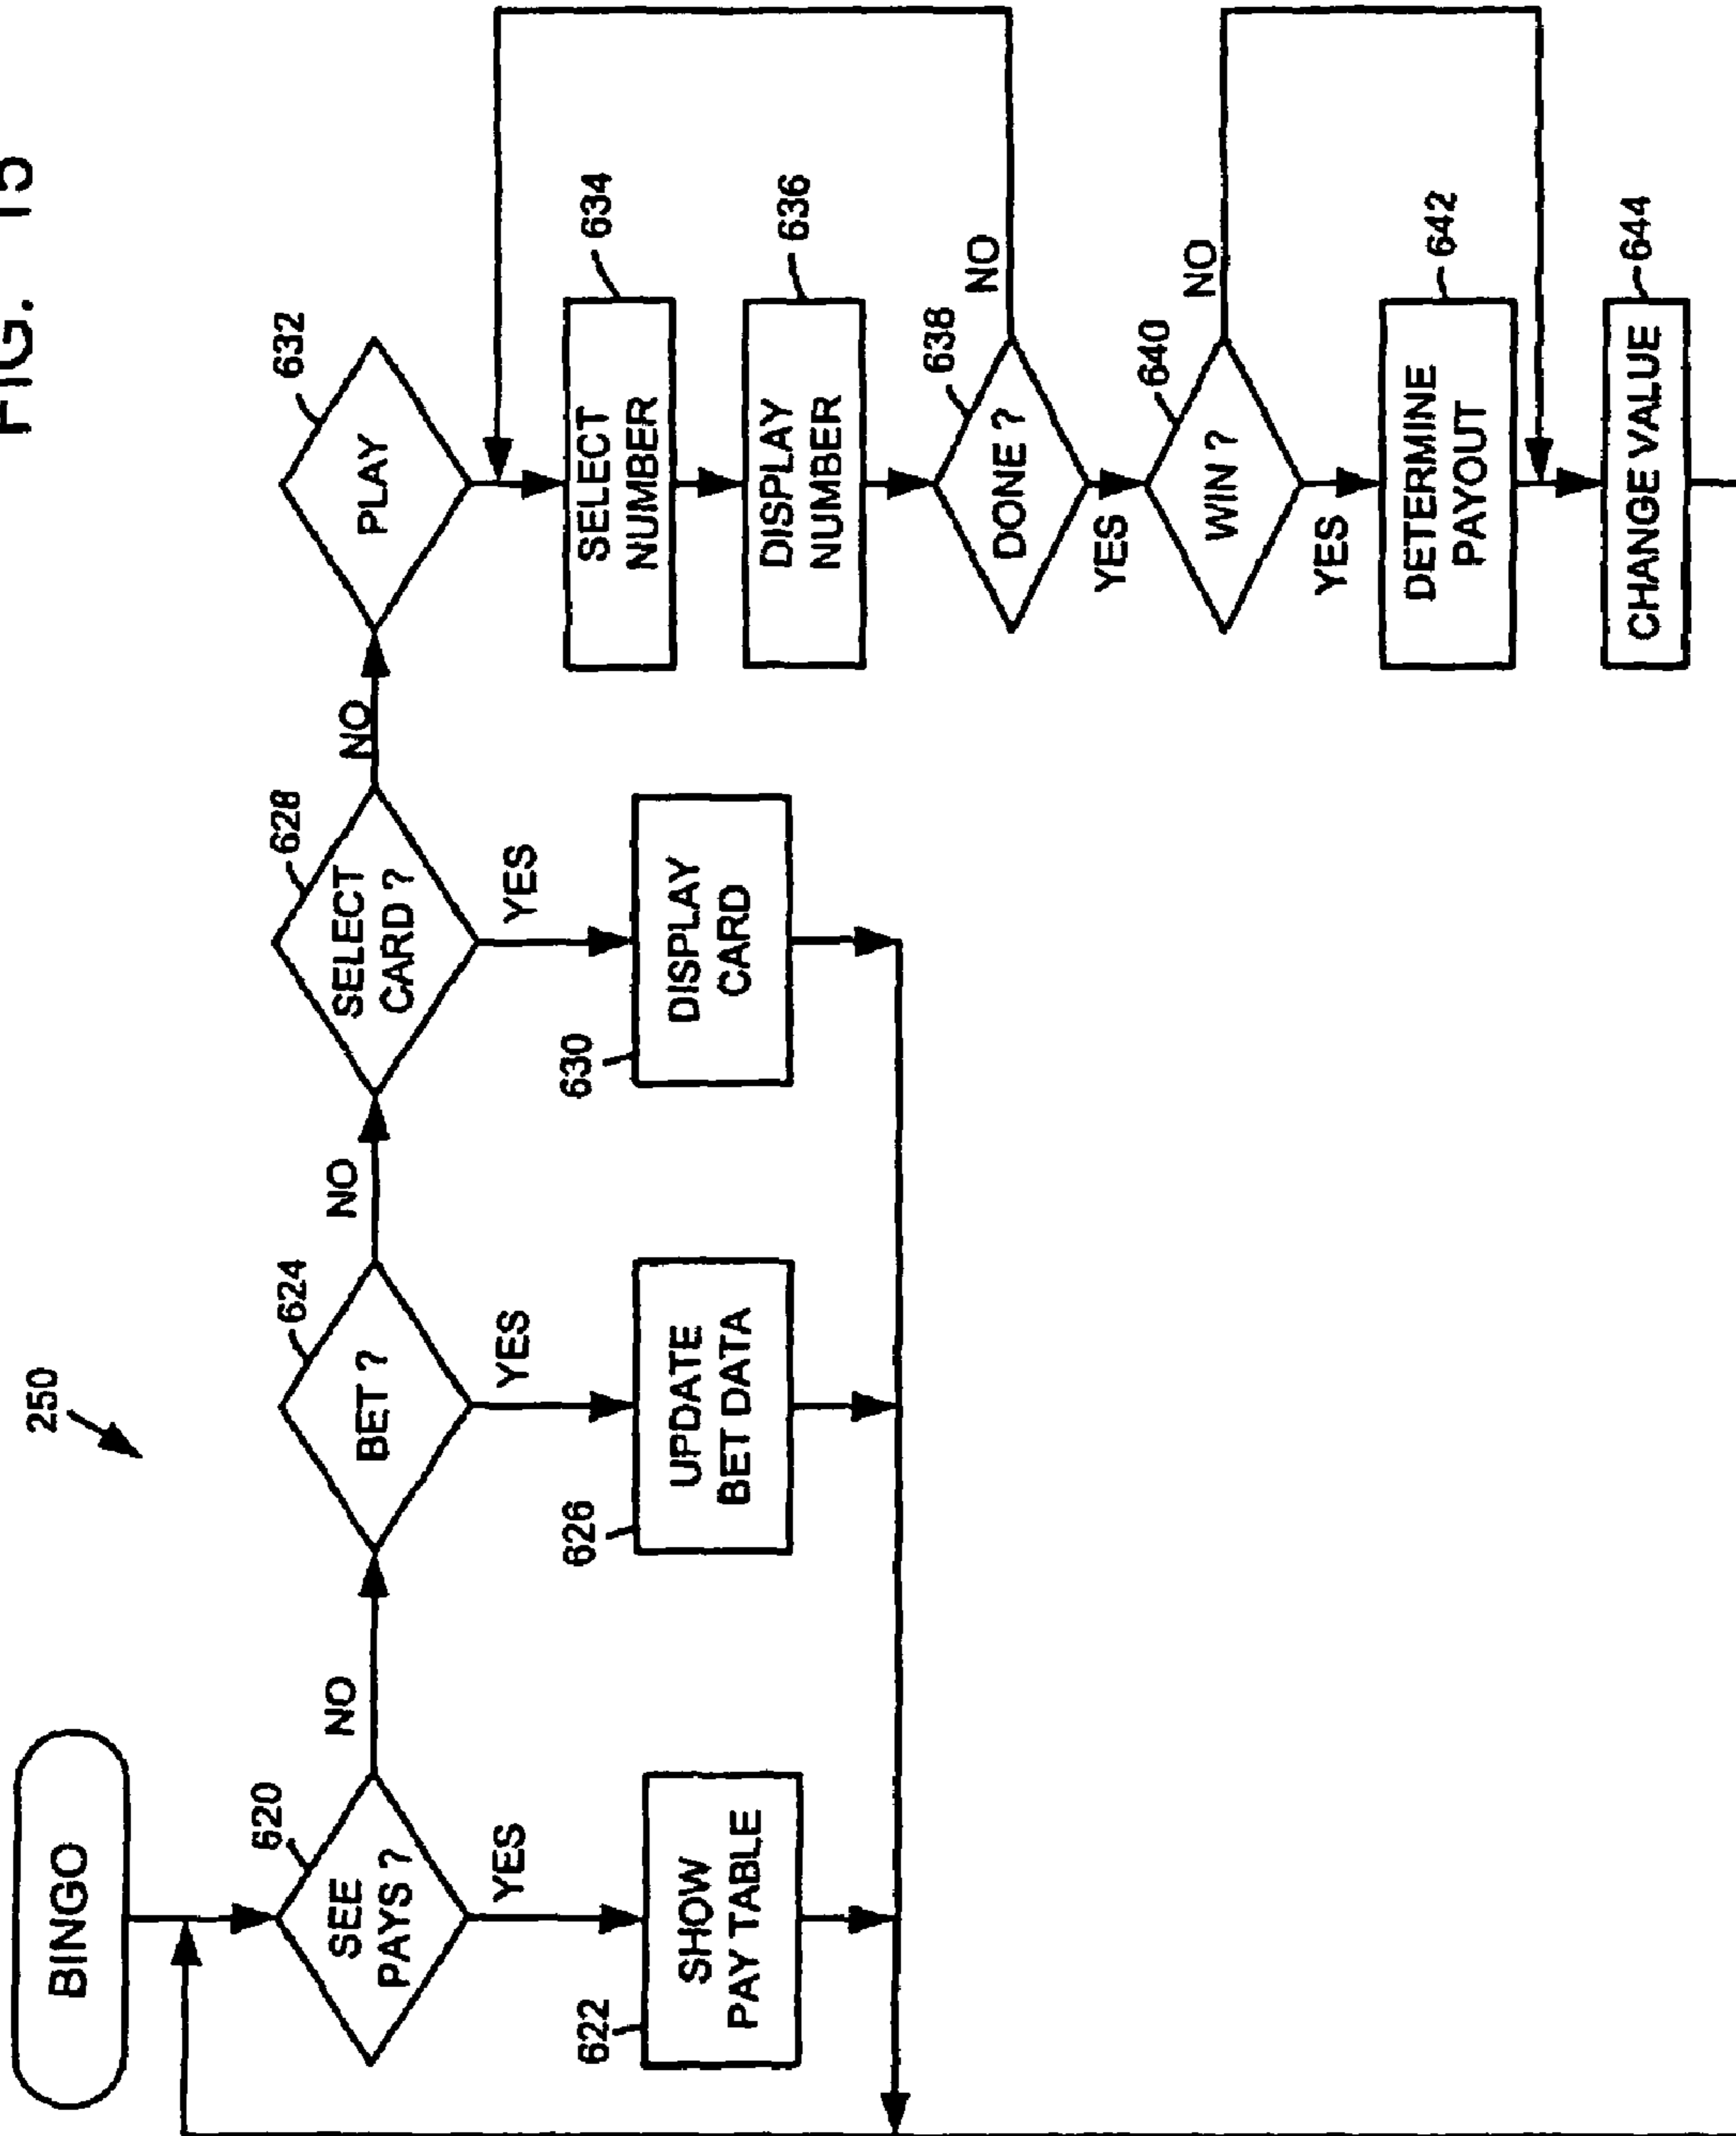 FIG. 15
250
BINGO
620
SEE
PAYS ?
NO
YES
622
SHOW
PAY TABLE
624
BET ?
NO
YES
626
UPDATE
BET DATA
628
SELECT
CARD ?
NO
YES
630
DISPLAY
CARD
632
PLAY
634
SELECT
NUMBER
636
DISPLAY
NUMBER
638
DONE ?
NO
YES
640
WIN ?
NO
YES
642
DETERMINE
PAYOUT
644
CHANGE VALUE